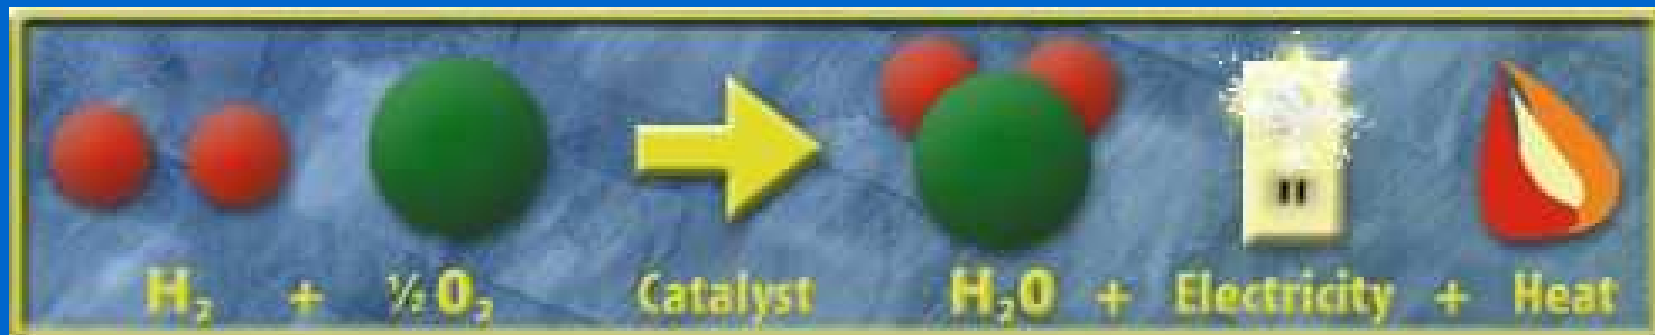 H₂ + ½ O₂ Catalyst H₂O + Electricity + Heat